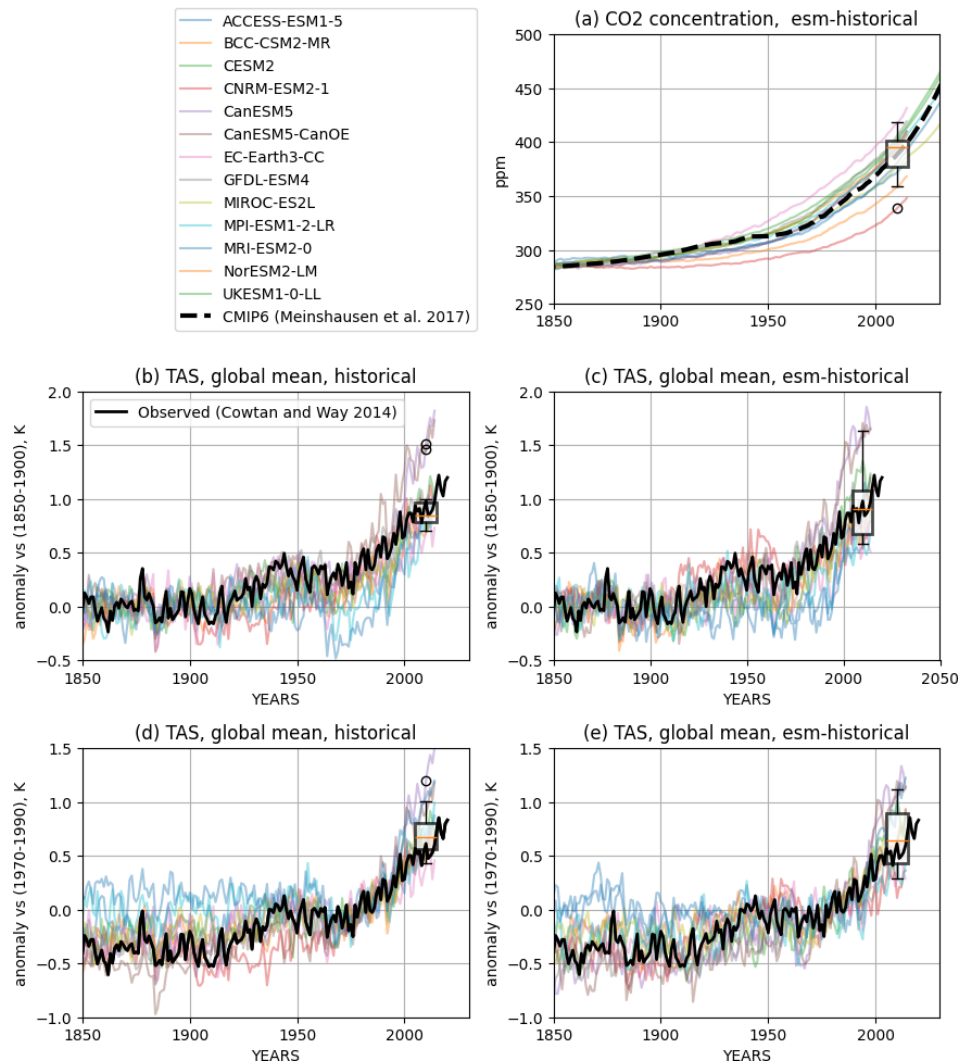 ACCESS-ESM1-5
BCC-CSM2-MR
CESM2
CNRM-ESM2-1
CanESM5
CanESM5-CanOE
EC-Earth3-CC
GFDL-ESM4
MIROC-ES2L
MPI-ESM1-2-LR
MRI-ESM2-0
NorESM2-LM
UKESM1-0-LL
CMIP6 (Meinshausen et al. 2017)
(a) CO2 concentration, esm-historical
500
450
400
350
300
250
ppm
1850 1900 1950 2000
(b) TAS, global mean, historical
Observed (Cowtan and Way 2014)
2.0
1.5
1.0
0.5
0.0
−0.5
anomaly vs (1850-1900), K
1850 1900 1950 2000
YEARS
(c) TAS, global mean, esm-historical
2.0
1.5
1.0
0.5
0.0
−0.5
anomaly vs (1850-1900), K
1850 1900 1950 2000 2050
YEARS
(d) TAS, global mean, historical
1.5
1.0
0.5
0.0
−0.5
−1.0
anomaly vs (1970-1990), K
1850 1900 1950 2000
YEARS
(e) TAS, global mean, esm-historical
1.5
1.0
0.5
0.0
−0.5
−1.0
anomaly vs (1970-1990), K
1850 1900 1950 2000
YEARS